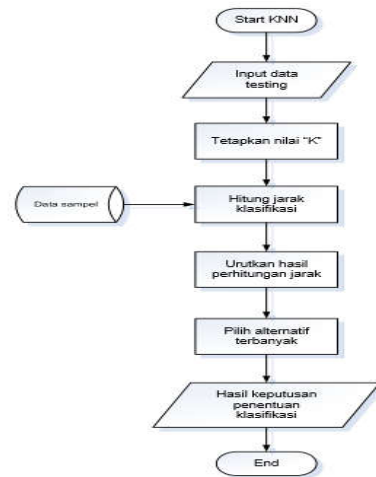 Start KNN
Input data
testing
Tetapkan nilai "K"
Hitung jarak
klasifikasi
Data sampel
Urutkan hasil
perhitungan jarak
Pilih alternatif
terbanyak
Hasil keputusan
penentuan
klasifikasi
End